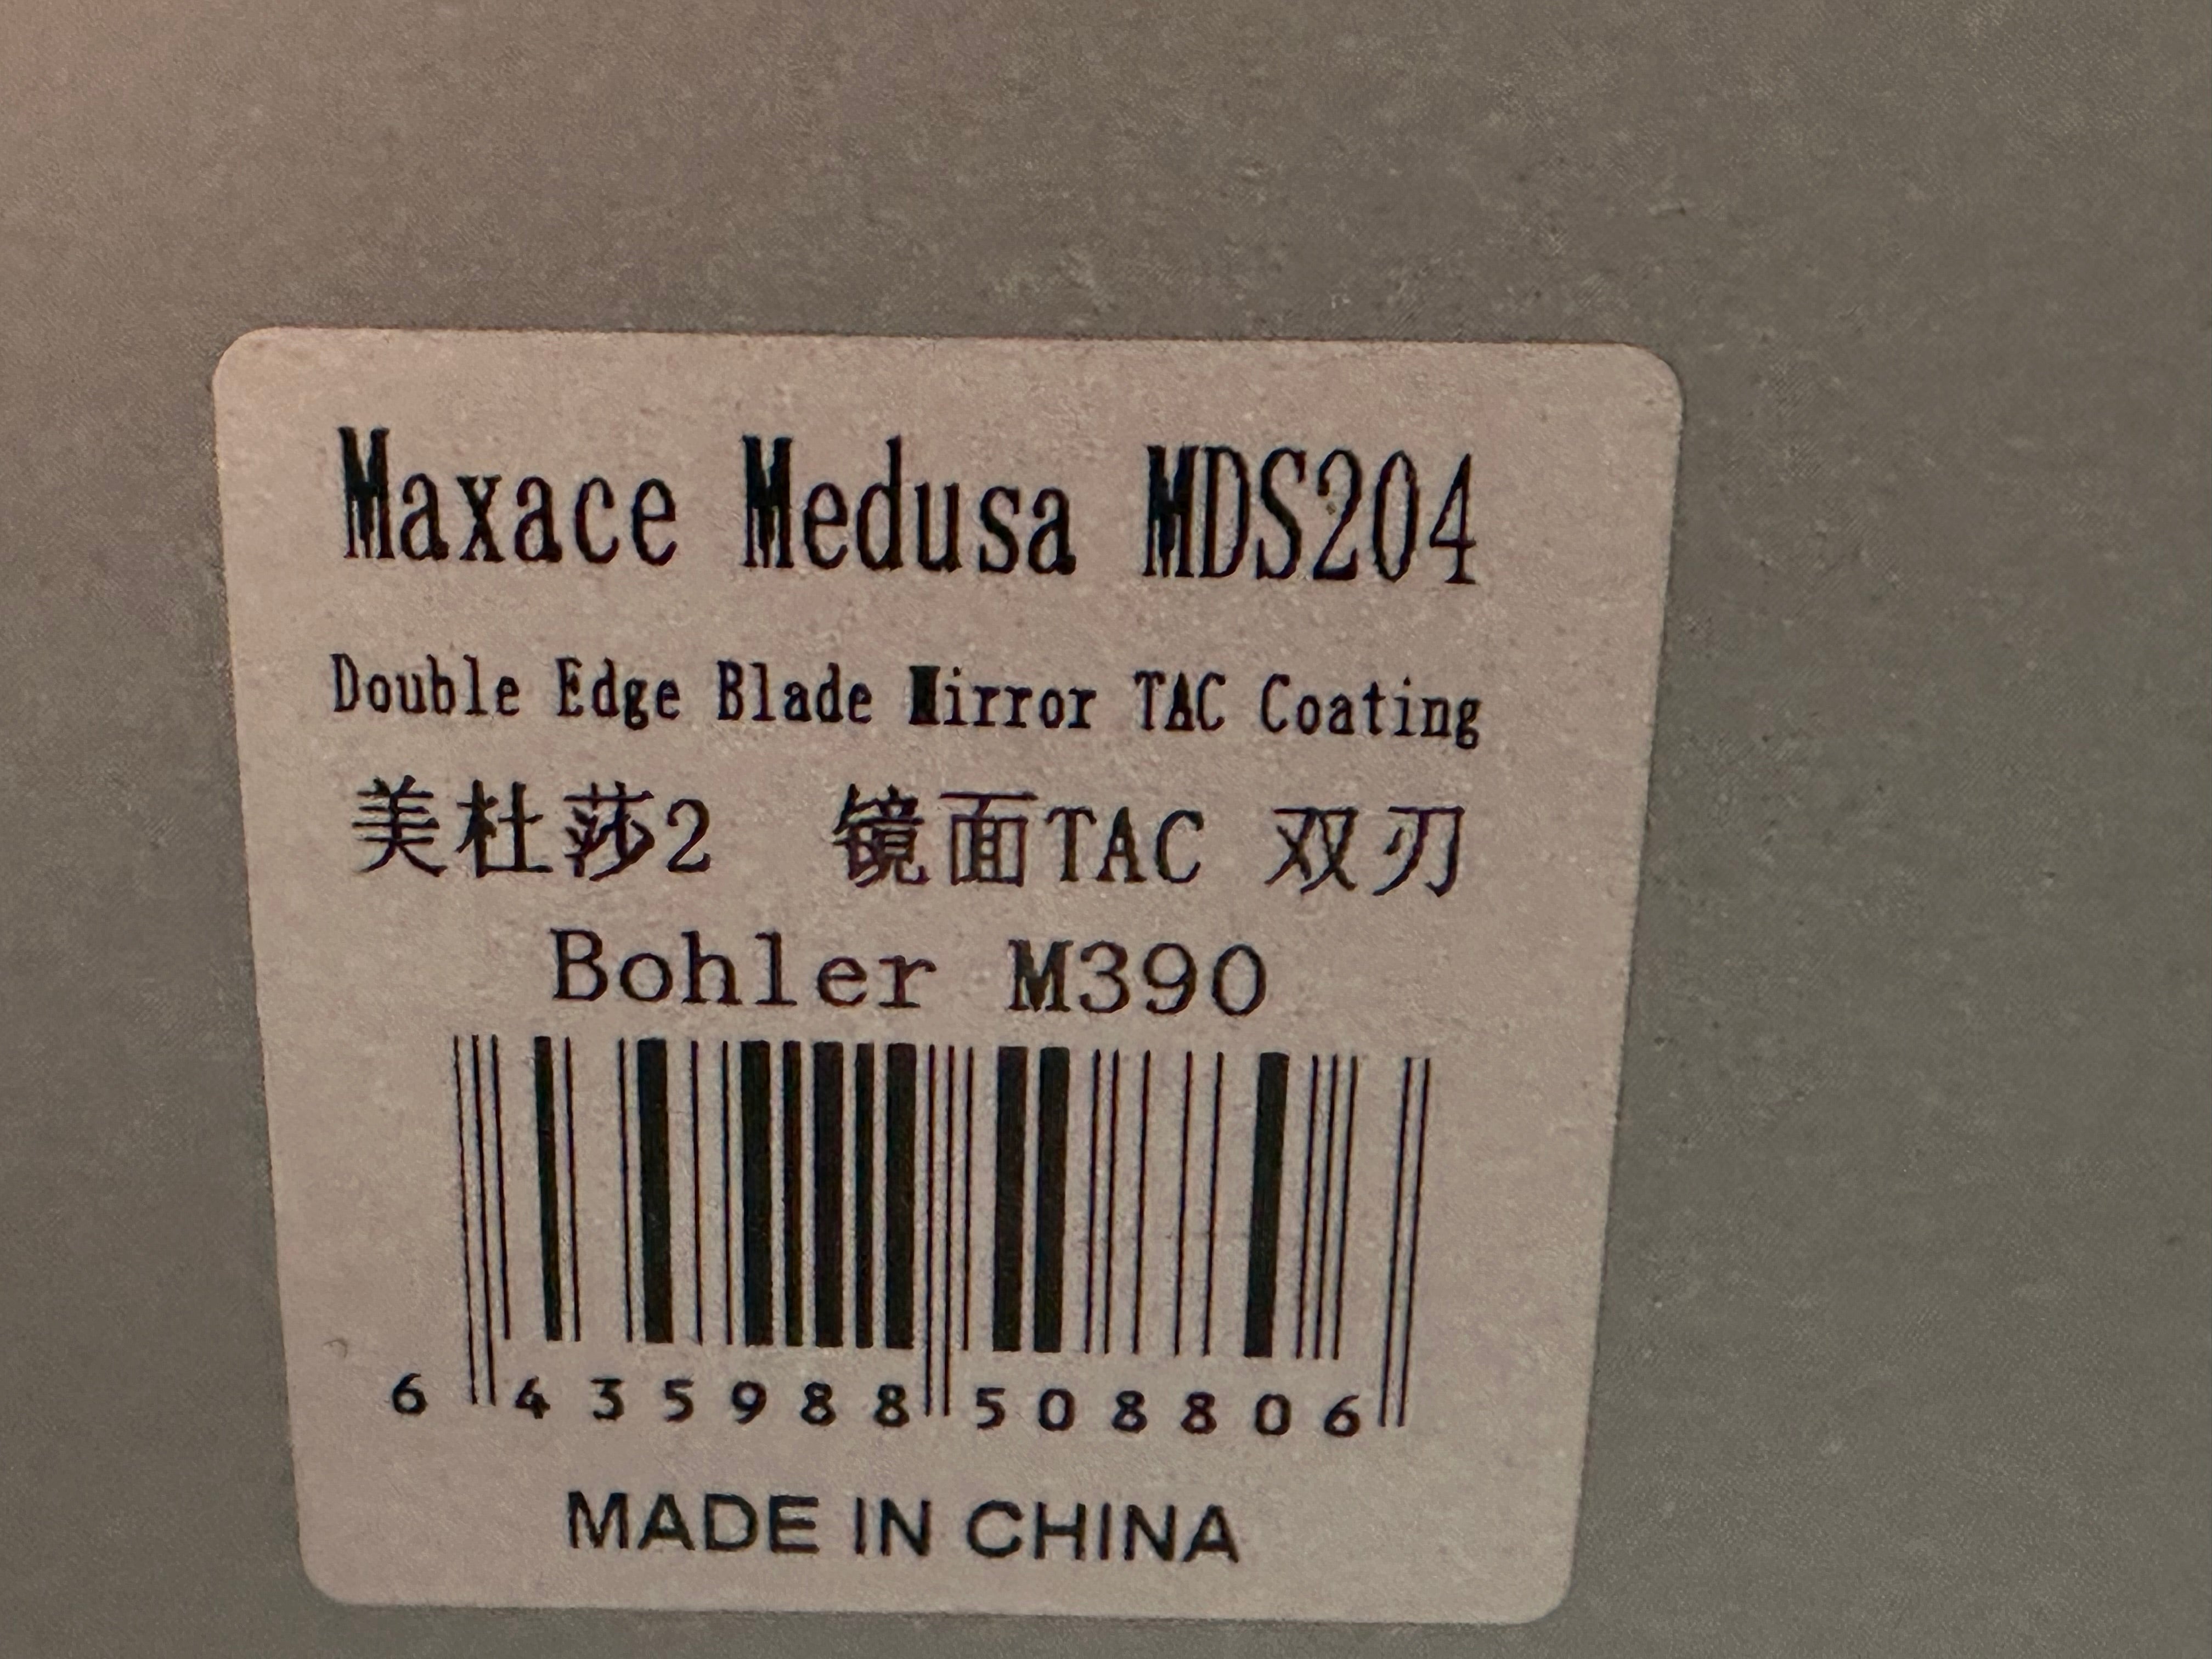 Maxace Medusa MDS204
Double Edge Blade Mirror TAC Coating
美杜莎2 镜面TAC 双刃
Bohler M390
6 435988 508806
MADE IN CHINA